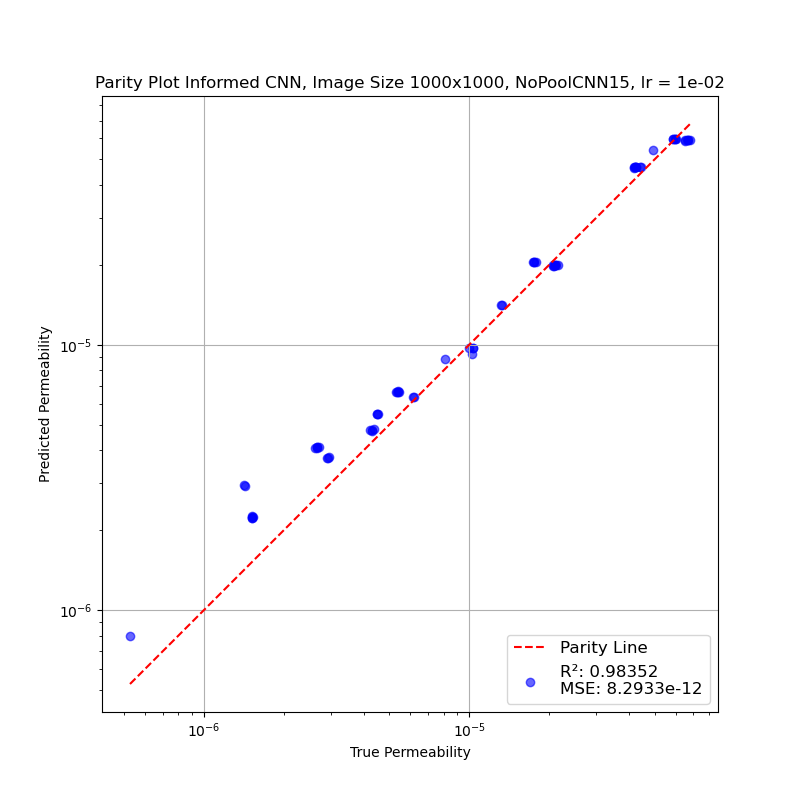 Parity Plot Informed CNN, Image Size 1000x1000, NoPoolCNN15, lr = 1e-02
Predicted Permeability
10⁻⁵
10⁻⁶
Parity Line
R²: 0.98352
MSE: 8.2933e-12
10⁻⁶
10⁻⁵
True Permeability